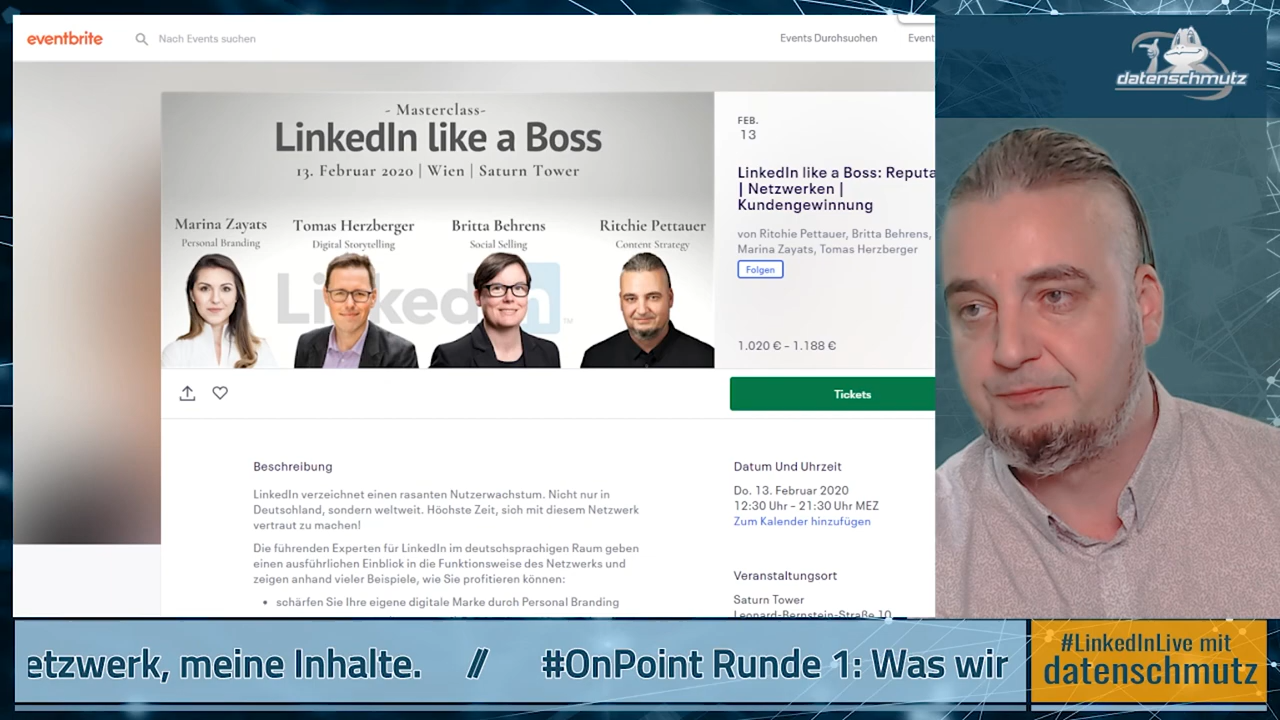 eventbrite
Nach Events suchen
Events Durchsuchen
Event
datenschmutz
- Masterclass-
LinkedIn like a Boss
13. Februar 2020 | Wien | Saturn Tower
Marina Zayats
Personal Branding
Tomas Herzberger
Digital Storytelling
Britta Behrens
Social Selling
Ritchie Pettauer
Content Strategy
LinkedIn
TM
FEB.
13
LinkedIn like a Boss: Reputa
| Netzwerken |
Kundengewinnung
von Ritchie Pettauer, Britta Behrens,
Marina Zayats, Tomas Herzberger
Folgen
1.020 € – 1.188 €
Tickets
Beschreibung
LinkedIn verzeichnet einen rasanten Nutzerwachstum. Nicht nur in
Deutschland, sondern weltweit. Höchste Zeit, sich mit diesem Netzwerk
vertraut zu machen!
Die führenden Experten für LinkedIn im deutschsprachigen Raum geben
einen ausführlichen Einblick in die Funktionsweise des Netzwerks und
zeigen anhand vieler Beispiele, wie Sie profitieren können:
• schärfen Sie Ihre eigene digitale Marke durch Personal Branding
Datum Und Uhrzeit
Do. 13. Februar 2020
12:30 Uhr – 21:30 Uhr MEZ
Zum Kalender hinzufügen
Veranstaltungsort
Saturn Tower
Leonard-Bernstein-Straße 10
etzwerk, meine Inhalte. // #OnPoint Runde 1: Was wir
#LinkedInLive mit
datenschmutz